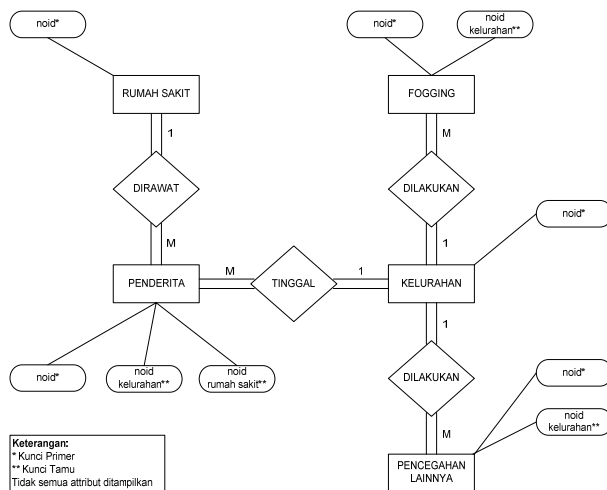 noid*
noid*
noid
kelurahan**
RUMAH SAKIT
FOGGING
1
M
DIRAWAT
DILAKUKAN
M
1
noid*
PENDERITA
M
TINGGAL
1
KELURAHAN
1
noid*
noid
kelurahan**
noid
rumah sakit**
DILAKUKAN
noid*
noid
kelurahan**
M
PENCEGAHAN
LAINNYA
Keterangan:
* Kunci Primer
** Kunci Tamu
Tidak semua attribut ditampilkan